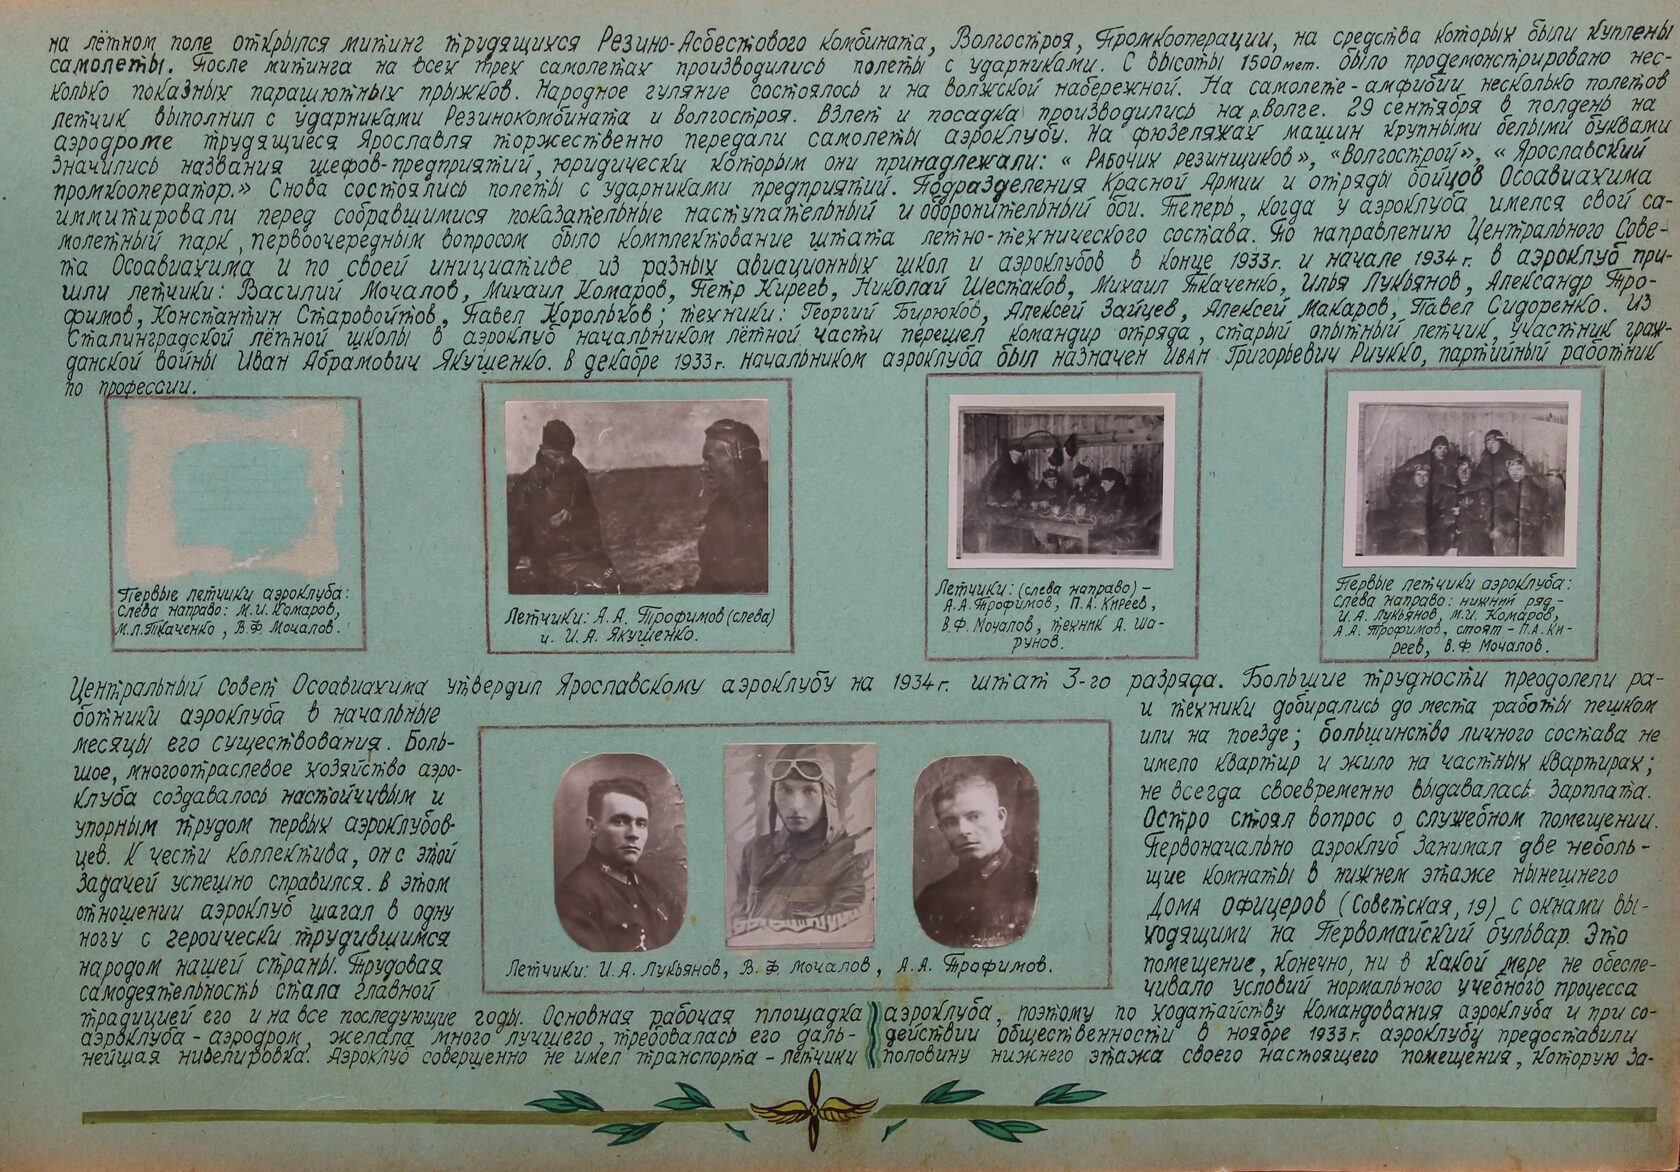 на лётном поле открылся митинг трудящихся Резино-Асбестового комбината, Волгостроя, Промкооперации, на средства которых были куплены
самолеты. После митинга на всех трех самолетах производились полеты с ударниками. С высоты 1500 мет. было продемонстрировано нес-
колько показных парашютных прыжков. Народное гуляние состоялось и на волжской набережной. На самолете-амфибии несколько полетов
летчик выполнил с ударниками Резинокомбината и Волгостроя. Взлет и посадка производились на р. Волге. 29 сентября в полдень на
аэродроме трудящиеся Ярославля торжественно передали самолеты аэроклубу. На фюзеляжах машин крупными белыми буквами
значились названия шефов-предприятий, юридически которым они принадлежали: « Рабочих резинщиков», «Волгострой», « Ярославский
промкооператор.» Снова состоялись полеты с ударниками предприятий. Подразделения Красной Армии и отряды бойцов Осоавиахима
иммитировали перед собравшимися показательные наступательный и оборонительный бои. Теперь, когда у аэроклуба имелся свой са-
молетный парк, первоочередным вопросом было комплектование штата летно-технического состава. По направлению Центрального Сове-
та Осоавиахима и по своей инициативе из разных авиационных школ и аэроклубов в конце 1933г. и начале 1934г. в аэроклуб при-
шли летчики: Василий Мочалов, Михаил Комаров, Петр Киреев, Николай Шестаков, Михаил Ткаченко, Илья Лукьянов, Александр Тро-
фимов, Константин Старовойтов, Павел Корольков; техники: Георгий Бирюков, Алексей Зайцев, Алексей Макаров, Павел Сидоренко. Из
Сталинградской лётной школы в аэроклуб начальником лётной части перешел командир отряда, старый опытный летчик, участник граж-
данской войны Иван Абрамович Якушенко. В декабре 1933г. начальником аэроклуба был назначен Иван Григорьевич Риукко, партийный работник
по профессии.
Первые летчики аэроклуба:
слева направо: М.И. Комаров,
М.Л. Ткаченко, В.Ф. Мочалов.
Летчики: А.А. Трофимов (слева)
и И.А. Якушенко.
Летчики: (слева направо) –
А.А. Трофимов, П.А. Киреев,
В.Ф. Мочалов, техник А. Ша-
рунов.
Первые летчики аэроклуба:
слева направо: нижний ряд –
И.А. Лукьянов, М.И. Комаров,
А.А. Трофимов, стоят – П.А. Ки-
реев, В.Ф. Мочалов.
Центральный Совет Осоавиахима утвердил Ярославскому аэроклубу на 1934г. штат 3-го разряда. Большие трудности преодолели ра-
ботники аэроклуба в начальные
месяцы его существования. Боль-
шое, многоотраслевое хозяйство аэро-
клуба создавалось настойчивым и
упорным трудом первых аэроклубов-
цев. К чести коллектива, он с этой
задачей успешно справился. В этом
отношении аэроклуб шагал в одну
ногу с героически трудившимся
народом нашей страны. Трудовая
самодеятельность стала главной
традицией его и на все последующие годы. Основная рабочая площадка
аэроклуба – аэродром, желала много лучшего, требовалась его даль-
нейшая нивелировка. Аэроклуб совершенно не имел транспорта – летчики
Летчики: И.А. Лукьянов, В.Ф. Мочалов, А.А. Трофимов.
и техники добирались до места работы пешком
или на поезде; большинство личного состава не
имело квартир и жило на частных квартирах;
не всегда своевременно выдавалась зарплата.
Остро стоял вопрос о служебном помещении.
Первоначально аэроклуб занимал две неболь-
щие комнаты в нижнем этаже нынешнего
Дома офицеров (Советская, 19) с окнами вы-
ходящими на Первомайский бульвар. Это
помещение, конечно, ни в какой мере не обеспе-
чивало условий нормального учебного процесса
аэроклуба, поэтому по ходатайству командования аэроклуба и при со-
действии общественности в ноябре 1933г. аэроклубу предоставили
половину нижнего этажа своего настоящего помещения, которую за-